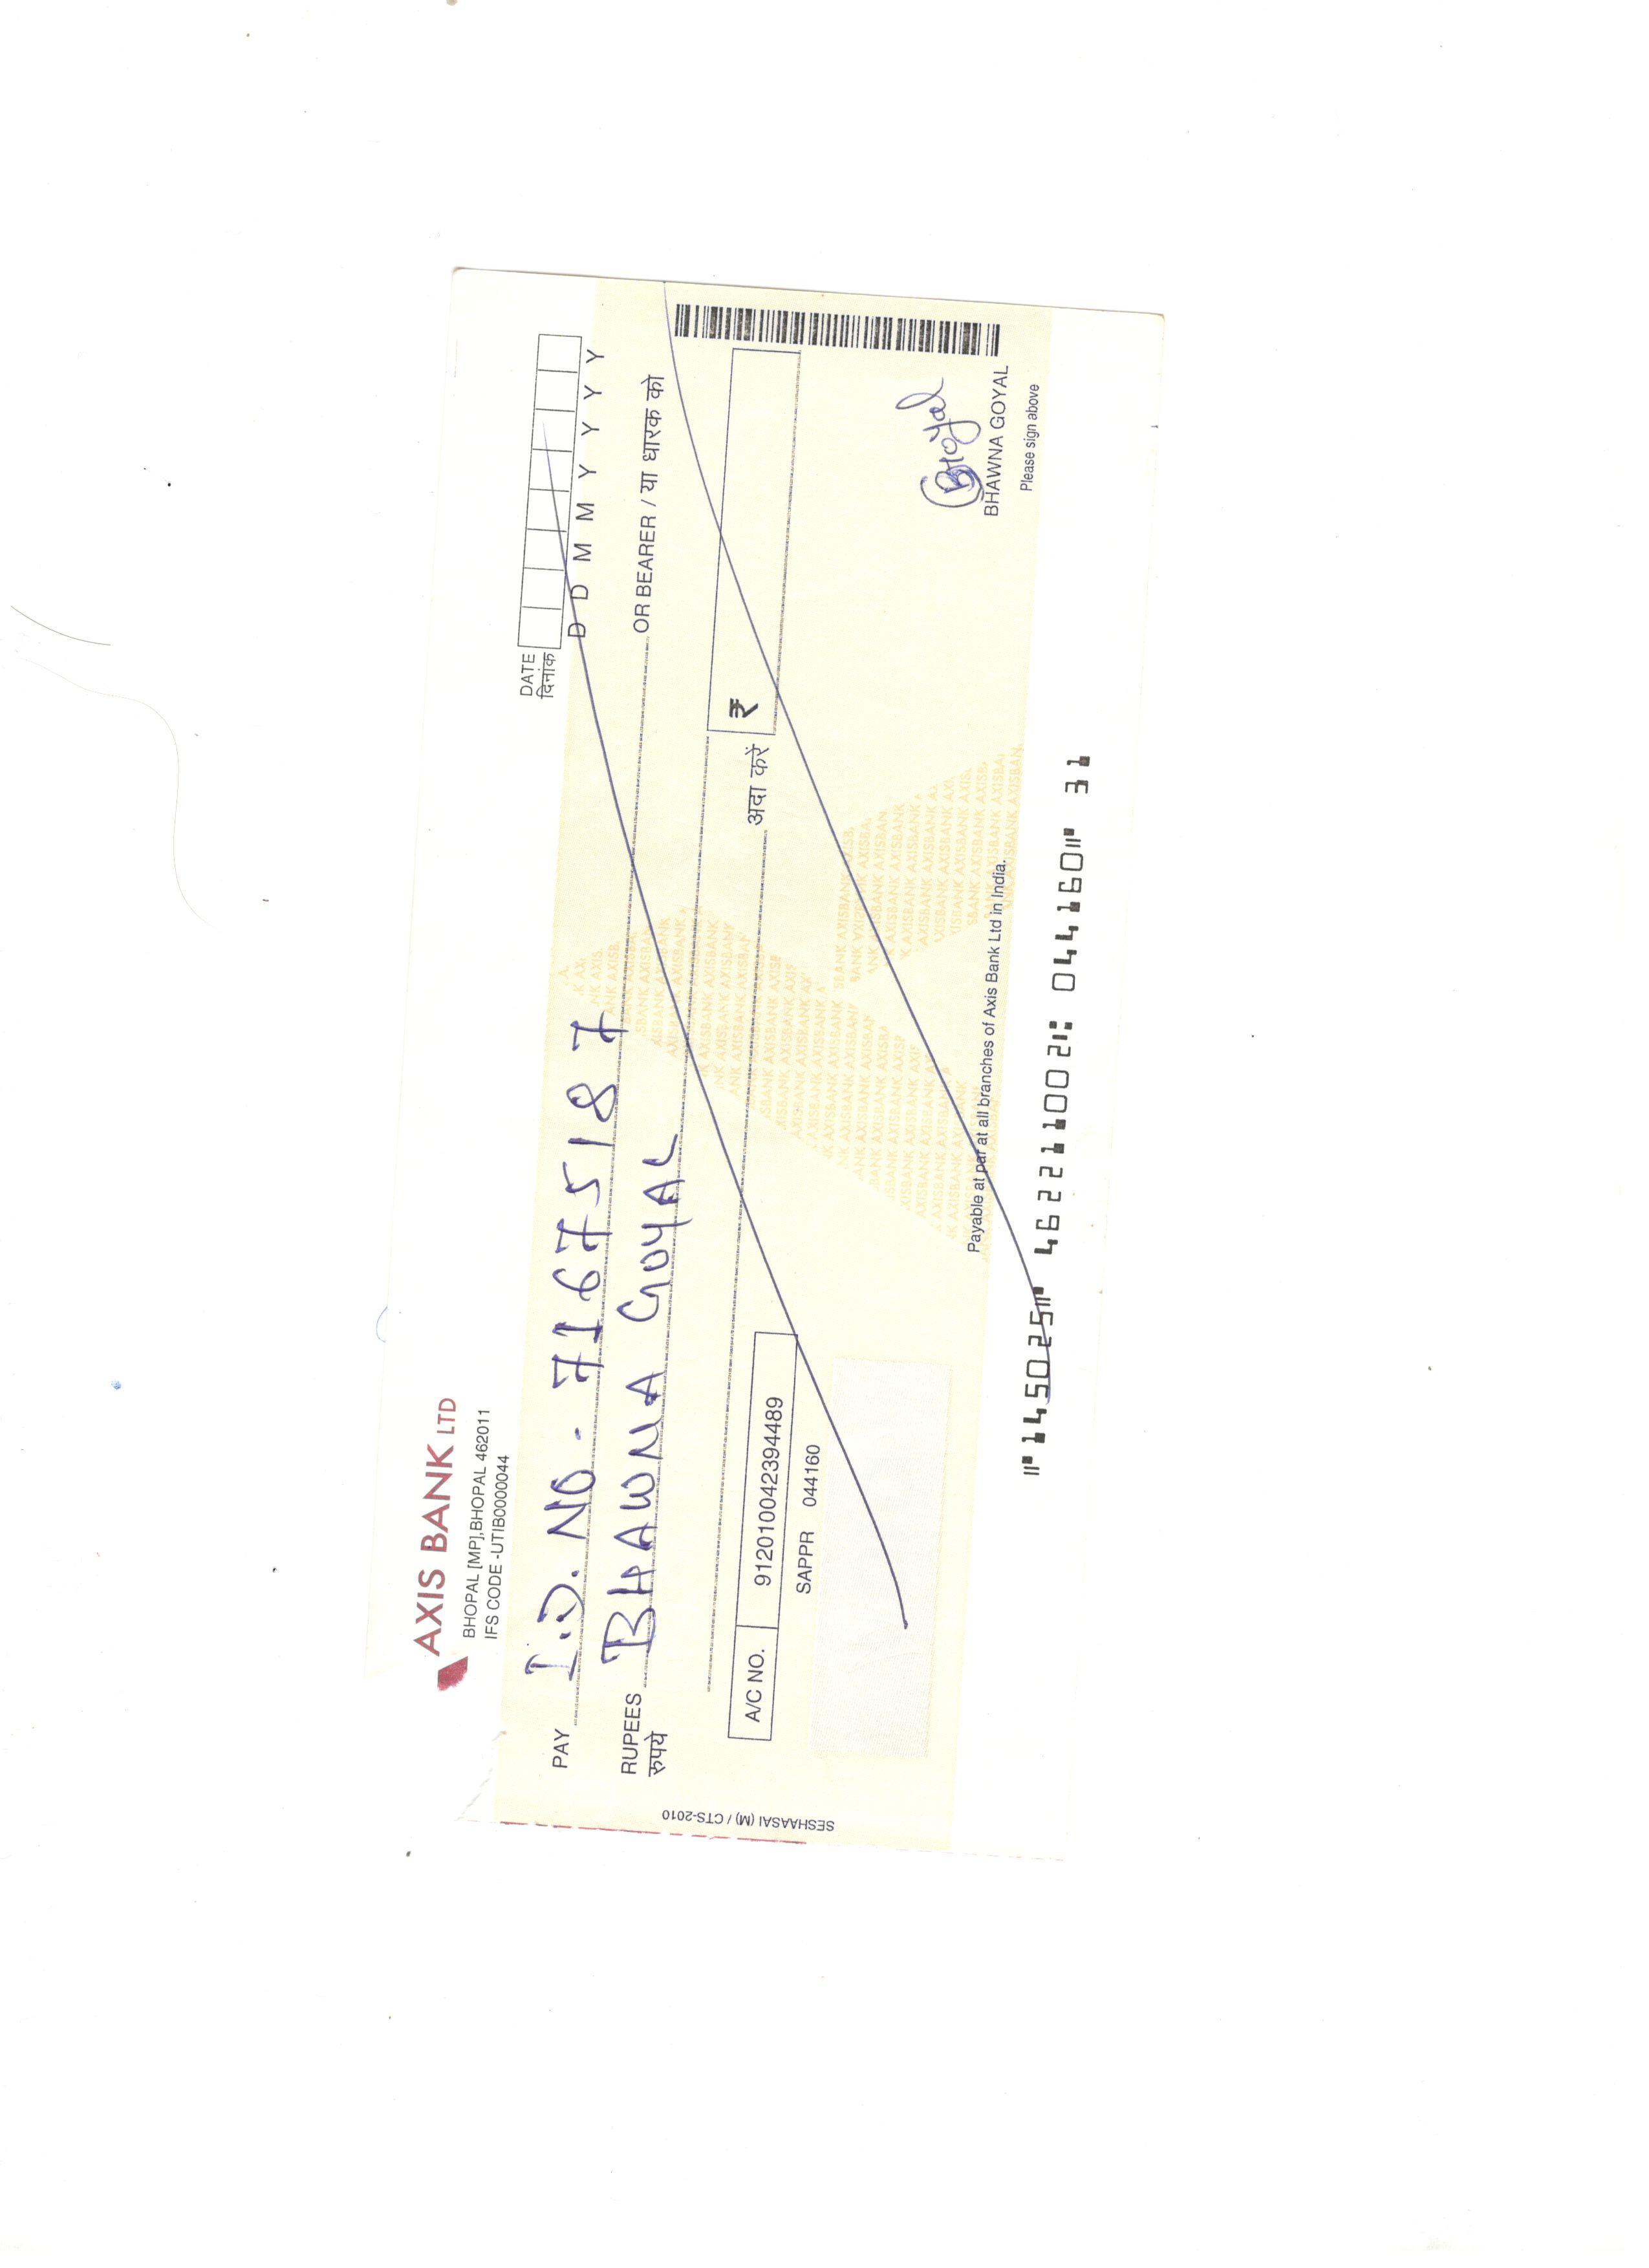 AXIS BANK LTD
BHOPAL [MP],BHOPAL 462011
IFS CODE -UTIB0000044
DATE
दिनांक
D D M M Y Y Y Y
PAY I.D. NO. - 71675187
OR BEARER / या धारक को
RUPEES BHAWNA GOYAL
रुपये
अदा करें ₹
A/C NO. 912010042394489
SAPPR 044160
Goyal
BHAWNA GOYAL
Please sign above
Payable at par at all branches of Axis Bank Ltd in India.
⑈145025⑈ 462211002⑆ 044160⑈ 31
SESHAASAI (M) / CTS-2010